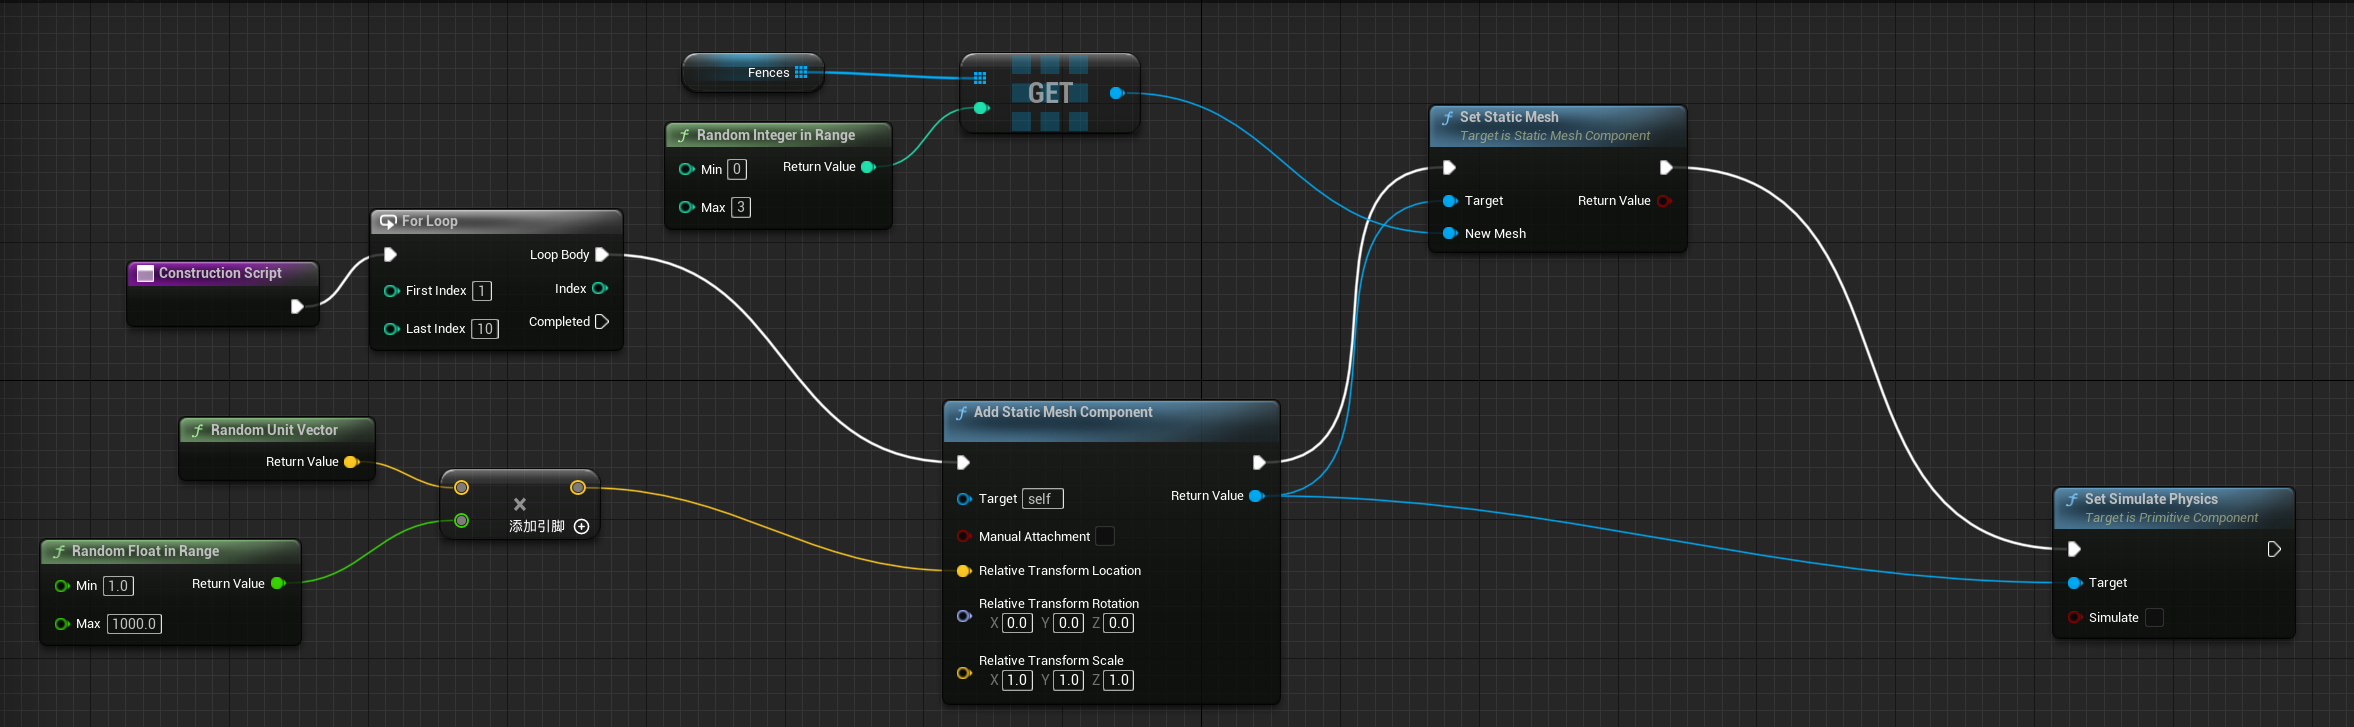 Fences
GET
Random Integer in Range
Min 0
Return Value
Max 3
Set Static Mesh
Target is Static Mesh Component
Target
Return Value
New Mesh
For Loop
Loop Body
First Index 1
Index
Last Index 10
Completed
Construction Script
Random Unit Vector
Return Value
×
添加引脚
Random Float in Range
Min 1.0
Return Value
Max 1000.0
Add Static Mesh Component
Target self
Return Value
Manual Attachment
Relative Transform Location
Relative Transform Rotation
X 0.0 Y 0.0 Z 0.0
Relative Transform Scale
X 1.0 Y 1.0 Z 1.0
Set Simulate Physics
Target is Primitive Component
Target
Simulate